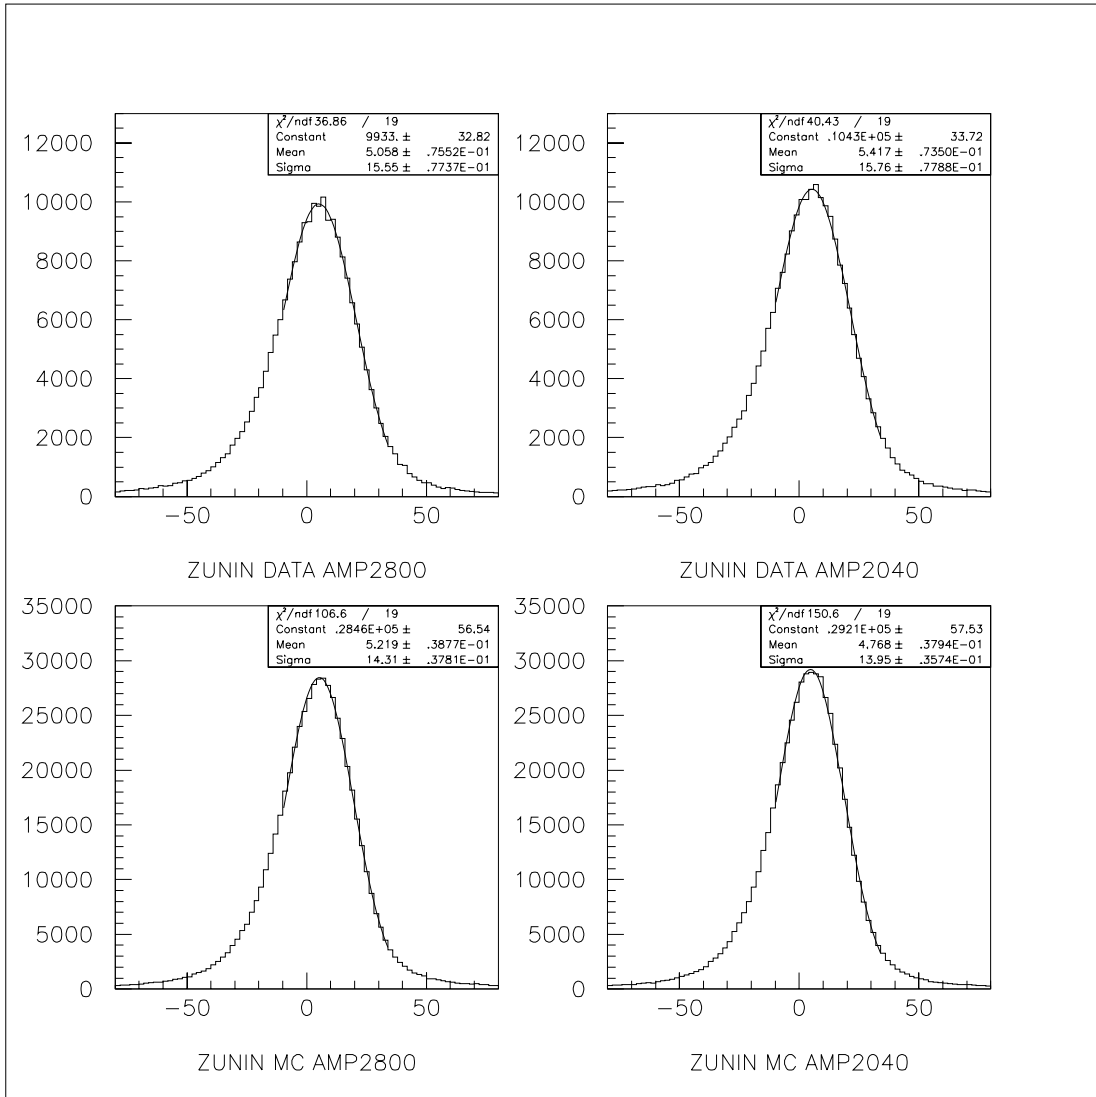 χ²/ndf 36.86 / 19
Constant 9933. ± 32.82
Mean 5.058 ± .7552E−01
Sigma 15.55 ± .7737E−01
12000
10000
8000
6000
4000
2000
0
−50 0 50
ZUNIN DATA AMP2800
χ²/ndf 40.43 / 19
Constant .1043E+05 ± 33.72
Mean 5.417 ± .7350E−01
Sigma 15.76 ± .7788E−01
12000
10000
8000
6000
4000
2000
0
−50 0 50
ZUNIN DATA AMP2040
35000
χ²/ndf 106.6 / 19
Constant .2846E+05 ± 56.54
Mean 5.219 ± .3877E−01
Sigma 14.31 ± .3781E−01
30000
25000
20000
15000
10000
5000
0
−50 0 50
ZUNIN MC AMP2800
35000
χ²/ndf 150.6 / 19
Constant .2921E+05 ± 57.53
Mean 4.768 ± .3794E−01
Sigma 13.95 ± .3574E−01
30000
25000
20000
15000
10000
5000
0
−50 0 50
ZUNIN MC AMP2040